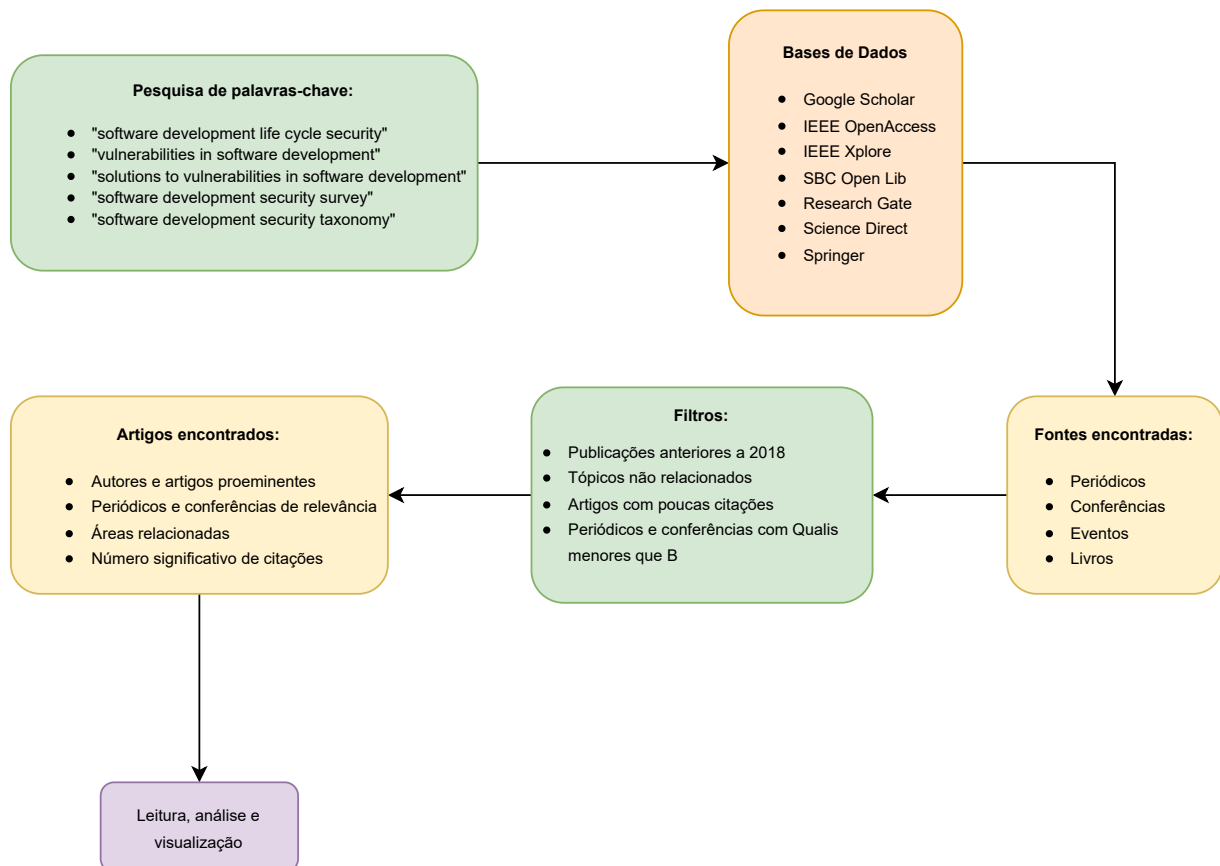 Pesquisa de palavras-chave:
● "software development life cycle security"
● "vulnerabilities in software development"
● "solutions to vulnerabilities in software development"
● "software development security survey"
● "software development security taxonomy"
Bases de Dados
● Google Scholar
● IEEE OpenAccess
● IEEE Xplore
● SBC Open Lib
● Research Gate
● Science Direct
● Springer
Fontes encontradas:
● Periódicos
● Conferências
● Eventos
● Livros
Filtros:
● Publicações anteriores a 2018
● Tópicos não relacionados
● Artigos com poucas citações
● Periódicos e conferências com Qualis
menores que B
Artigos encontrados:
● Autores e artigos proeminentes
● Periódicos e conferências de relevância
● Áreas relacionadas
● Número significativo de citações
Leitura, análise e
visualização